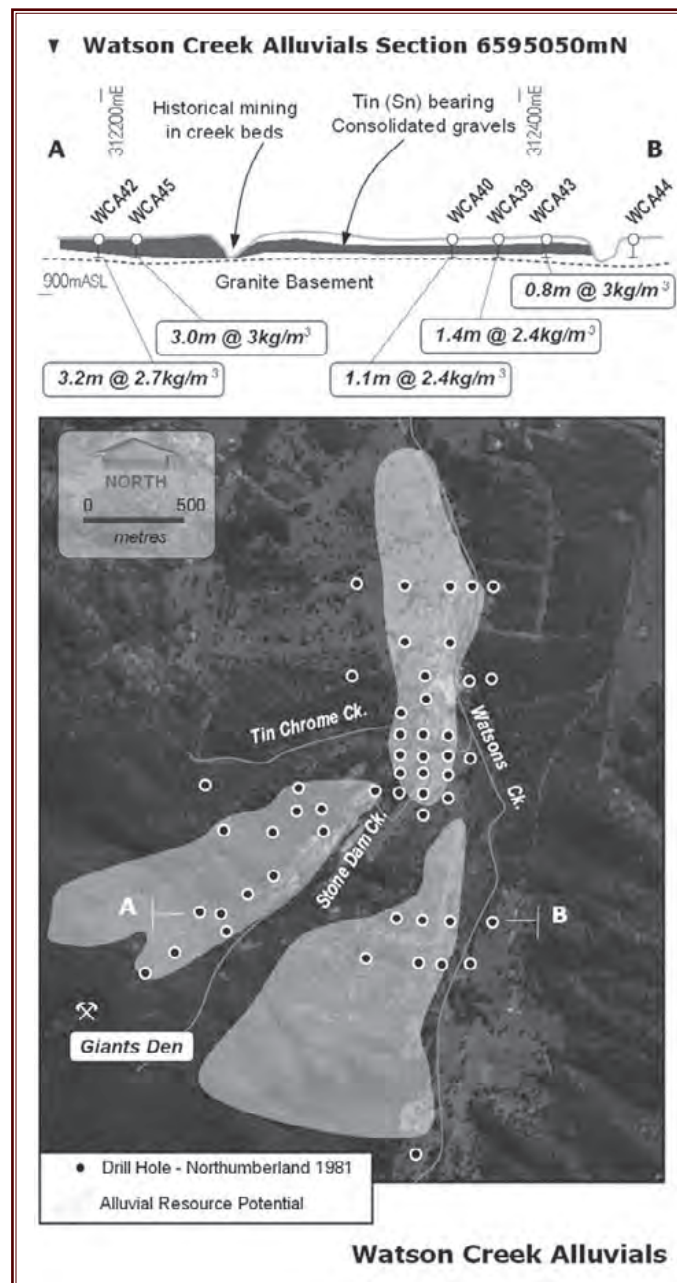 Watson Creek Alluvials Section 6595050mN
A
312200mE
Historical mining
in creek beds
Tin (Sn) bearing
Consolidated gravels
312400mE
B
WCA42
WCA45
WCA40
WCA39
WCA43
WCA44
900mASL
Granite Basement
0.8m @ 3kg/m³
3.0m @ 3kg/m³
1.4m @ 2.4kg/m³
3.2m @ 2.7kg/m³
1.1m @ 2.4kg/m³
NORTH
0 500
metres
Tin Chrome Ck.
Watsons Ck.
Stone Dam Ck.
A
B
Giants Den
Drill Hole - Northumberland 1981
Alluvial Resource Potential
Watson Creek Alluvials